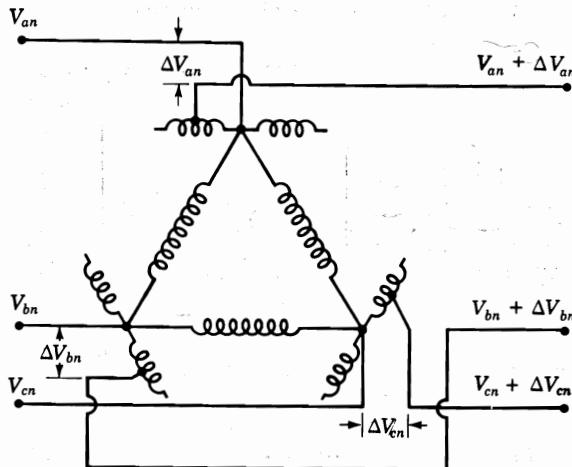 V_an
ΔV_an
V_an + ΔV_an
V_bn
ΔV_bn
V_bn + ΔV_bn
V_cn
ΔV_cn
V_cn + ΔV_cn